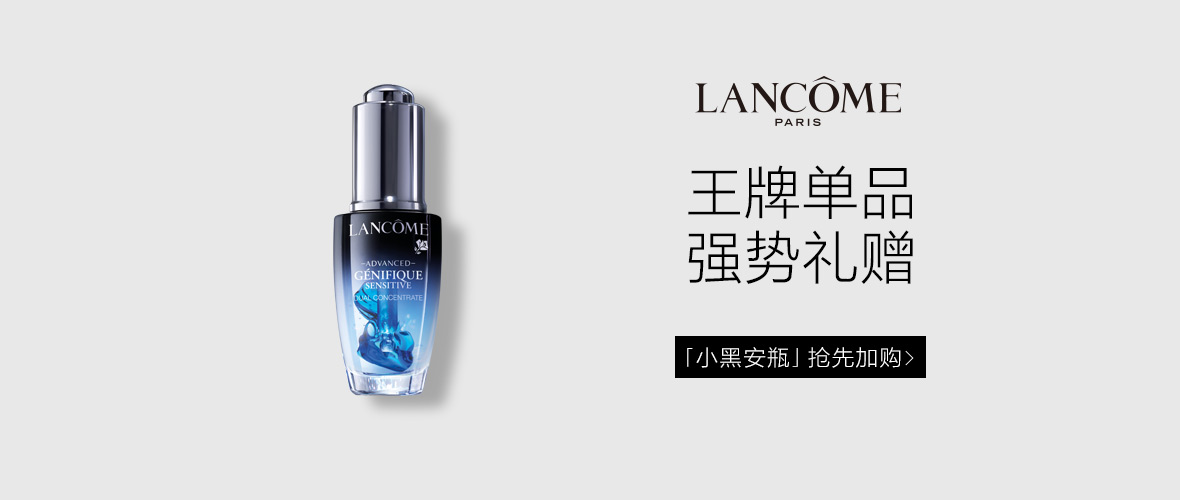 LANCÔME
PARIS
王牌单品
强势礼赠
「小黑安瓶」抢先加购>
LANCÔME
-ADVANCED-
GÉNIFIQUE
SENSITIVE
DUAL CONCENTRATE